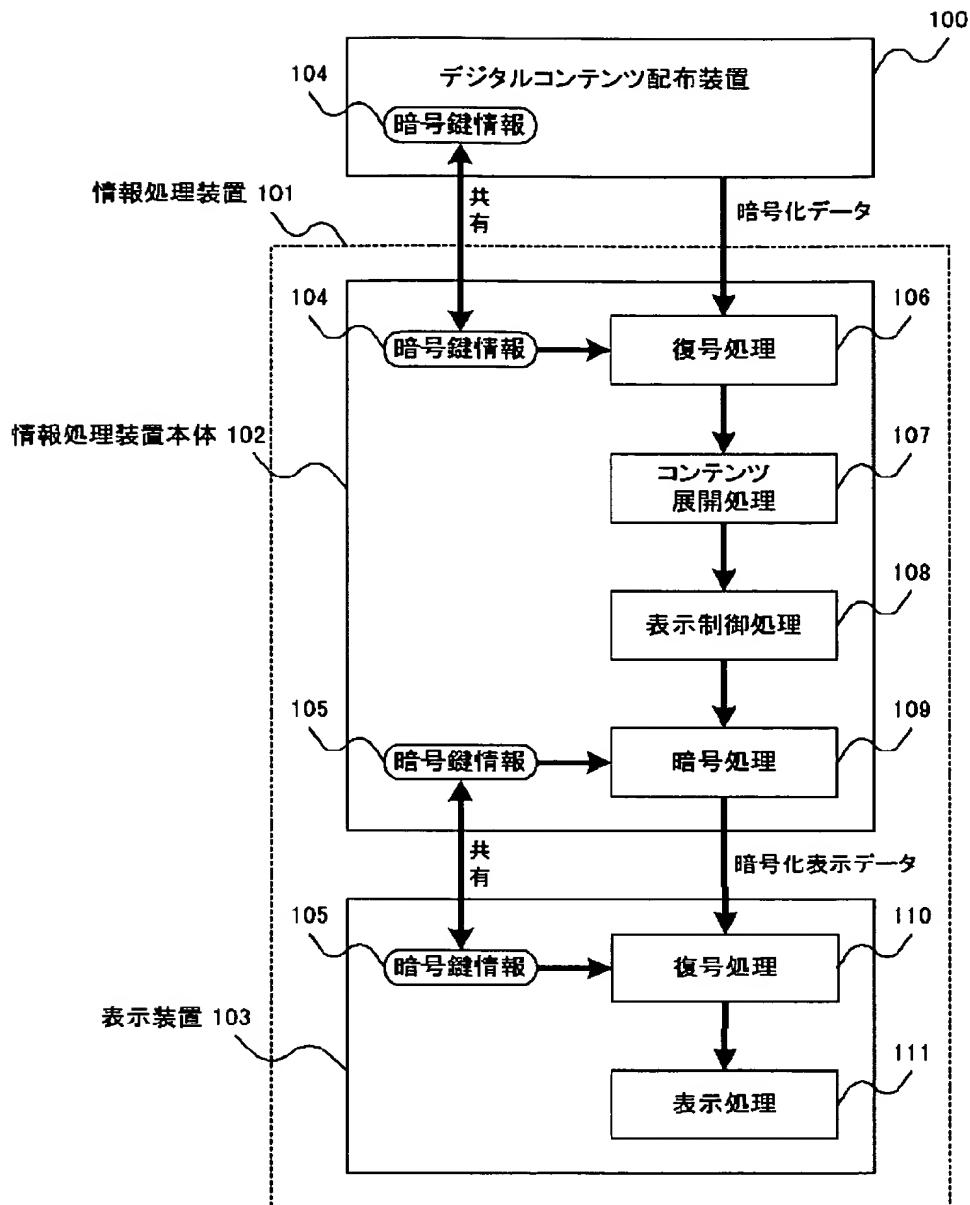 100
デジタルコンテンツ配布装置
104
暗号鍵情報
情報処理装置 101
共
有
暗号化データ
104
暗号鍵情報
106
復号処理
情報処理装置本体 102
107
コンテンツ
展開処理
108
表示制御処理
105
暗号鍵情報
109
暗号処理
共
有
暗号化表示データ
105
暗号鍵情報
110
復号処理
表示装置 103
111
表示処理